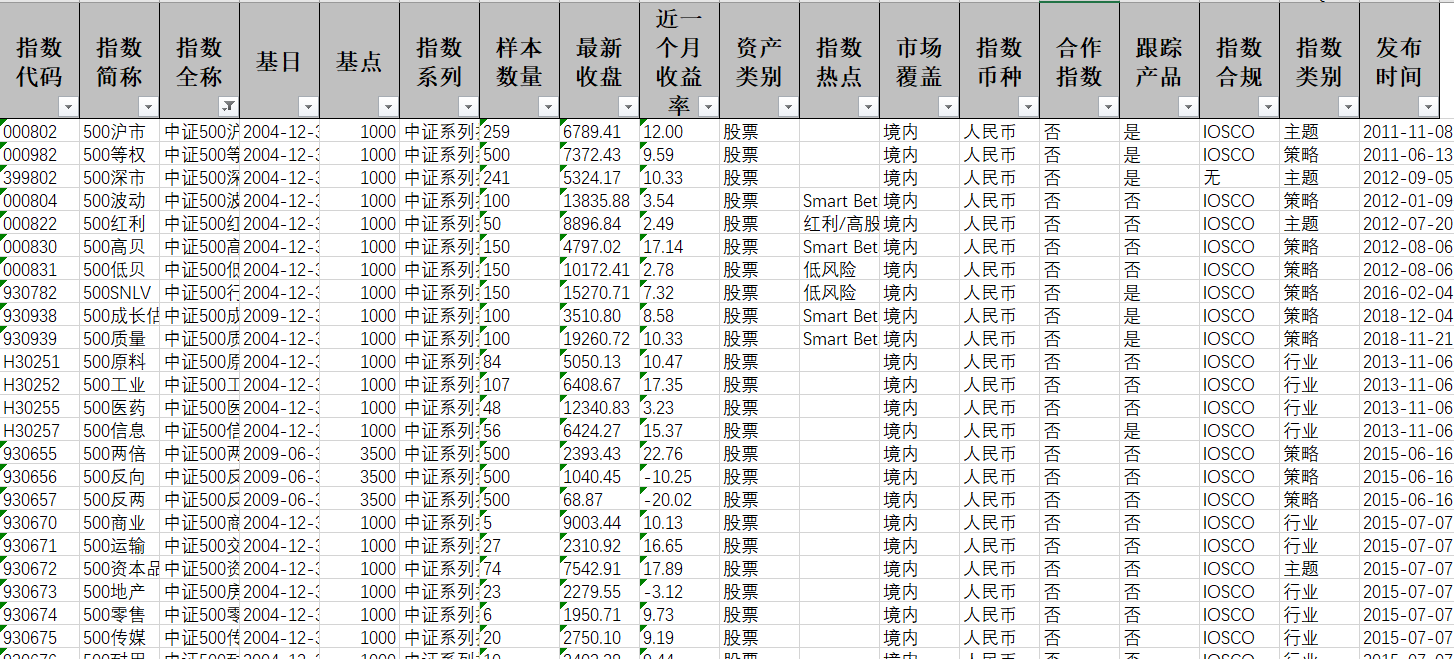 指数代码 指数简称 指数全称 基日 基点 指数系列 样本数量 最新收盘 近一个月收益率 资产类别 指数热点 市场覆盖 指数币种 合作指数 跟踪产品 指数合规 指数类别 发布时间
000802 500沪市 中证500沪 2004-12-3 1000 中证系列 259 6789.41 12.00 股票 境内 人民币 否 是 IOSCO 主题 2011-11-08
000982 500等权 中证500等 2004-12-3 1000 中证系列 500 7372.43 9.59 股票 境内 人民币 否 是 IOSCO 策略 2011-06-13
399802 500深市 中证500深 2004-12-3 1000 中证系列 241 5324.17 10.33 股票 境内 人民币 否 是 无 主题 2012-09-05
000804 500波动 中证500波 2004-12-3 1000 中证系列 100 13835.88 3.54 股票 Smart Bet 境内 人民币 否 否 IOSCO 策略 2012-01-09
000822 500红利 中证500红 2004-12-3 1000 中证系列 50 8896.84 2.49 股票 红利/高股 境内 人民币 否 否 IOSCO 主题 2012-07-20
000830 500高贝 中证500高 2004-12-3 1000 中证系列 150 4797.02 17.14 股票 Smart Bet 境内 人民币 否 否 IOSCO 策略 2012-08-06
000831 500低贝 中证500低 2004-12-3 1000 中证系列 150 10172.41 2.78 股票 低风险 境内 人民币 否 否 IOSCO 策略 2012-08-06
930782 500SNLV 中证500行 2004-12-3 1000 中证系列 150 15270.71 7.32 股票 低风险 境内 人民币 否 是 IOSCO 策略 2016-02-04
930938 500成长估 中证500成 2009-12-3 1000 中证系列 100 3510.80 8.58 股票 Smart Bet 境内 人民币 否 是 IOSCO 策略 2018-12-04
930939 500质量 中证500质 2004-12-3 1000 中证系列 100 19260.72 10.33 股票 Smart Bet 境内 人民币 否 是 IOSCO 策略 2018-11-21
H30251 500原料 中证500原 2004-12-3 1000 中证系列 84 5050.13 10.47 股票 境内 人民币 否 否 IOSCO 行业 2013-11-06
H30252 500工业 中证500工 2004-12-3 1000 中证系列 107 6408.67 17.35 股票 境内 人民币 否 否 IOSCO 行业 2013-11-06
H30255 500医药 中证500医 2004-12-3 1000 中证系列 48 12340.83 3.23 股票 境内 人民币 否 否 IOSCO 行业 2013-11-06
H30257 500信息 中证500信 2004-12-3 1000 中证系列 56 6424.27 15.37 股票 境内 人民币 否 是 IOSCO 行业 2013-11-06
930655 500两倍 中证500两 2009-06-3 3500 中证系列 500 2393.43 22.76 股票 境内 人民币 否 否 IOSCO 策略 2015-06-16
930656 500反向 中证500反 2009-06-3 3500 中证系列 500 1040.45 -10.25 股票 境内 人民币 否 否 IOSCO 策略 2015-06-16
930657 500反两 中证500反 2009-06-3 3500 中证系列 500 68.87 -20.02 股票 境内 人民币 否 否 IOSCO 策略 2015-06-16
930670 500商业 中证500商 2004-12-3 1000 中证系列 5 9003.44 10.13 股票 境内 人民币 否 否 IOSCO 行业 2015-07-07
930671 500运输 中证500交 2004-12-3 1000 中证系列 27 2310.92 16.65 股票 境内 人民币 否 否 IOSCO 行业 2015-07-07
930672 500资本品 中证500资 2004-12-3 1000 中证系列 74 7542.91 17.89 股票 境内 人民币 否 否 IOSCO 主题 2015-07-07
930673 500地产 中证500房 2004-12-3 1000 中证系列 23 2279.55 -3.12 股票 境内 人民币 否 否 IOSCO 行业 2015-07-07
930674 500零售 中证500零 2004-12-3 1000 中证系列 6 1950.71 9.73 股票 境内 人民币 否 否 IOSCO 行业 2015-07-07
930675 500传媒 中证500传 2004-12-3 1000 中证系列 20 2750.10 9.19 股票 境内 人民币 否 否 IOSCO 行业 2015-07-07